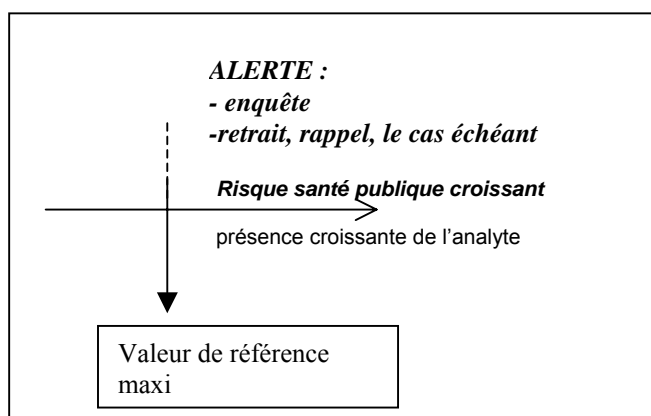 ALERTE :
- enquête
-retrait, rappel, le cas échéant
Risque santé publique croissant
présence croissante de l’analyte
Valeur de référence
maxi